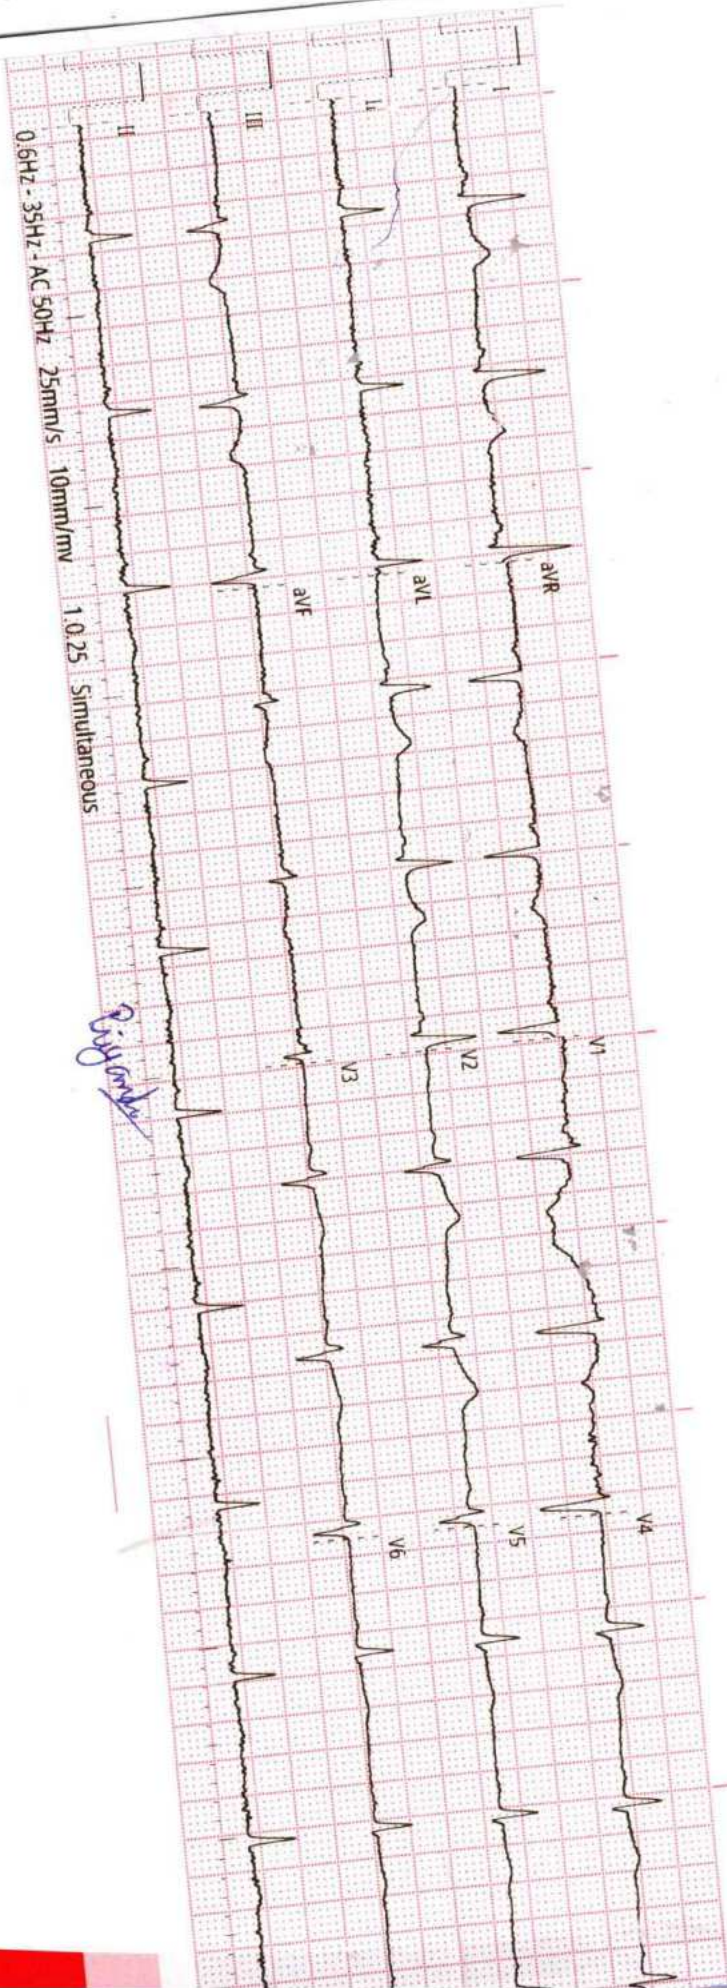 I aVR V1 V4
II aVL V2 V5
III aVF V3 V6
II
0.6Hz - 35Hz - AC 50Hz 25mm/s 10mm/mv 1.0.25 Simultaneous